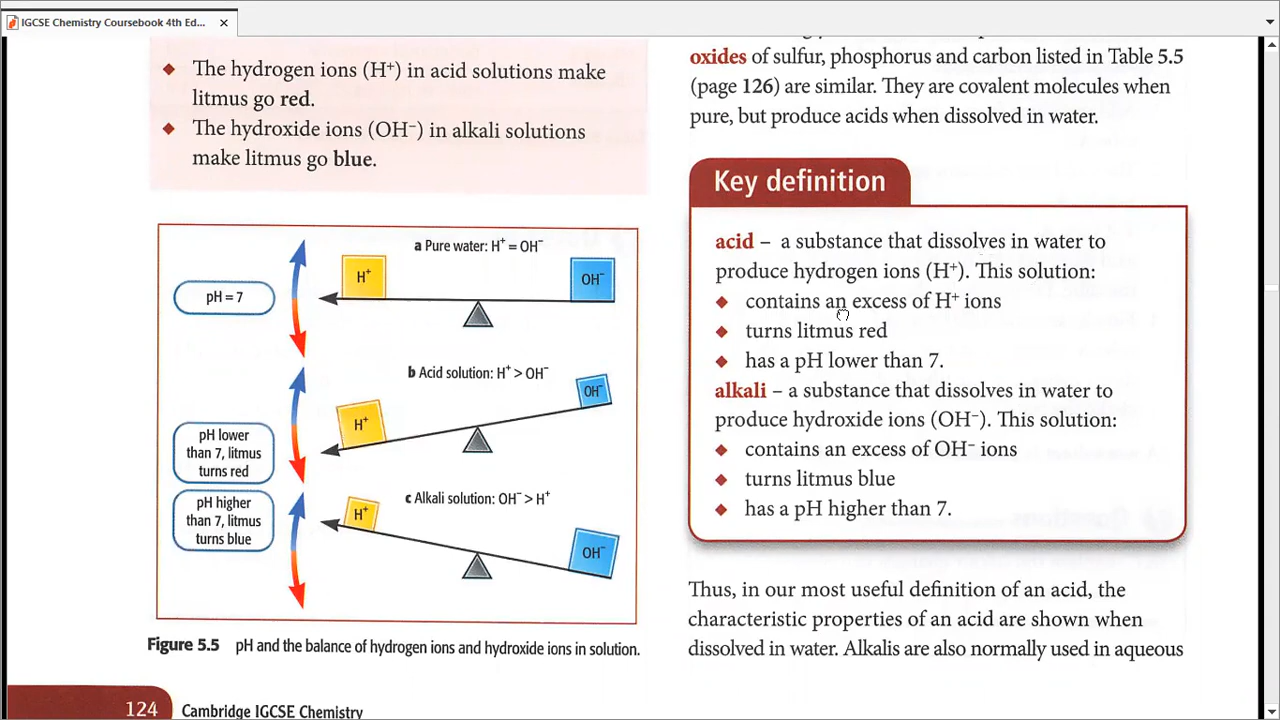 IGCSE Chemistry Coursebook 4th Ed...
◆ The hydrogen ions (H⁺) in acid solutions make
litmus go red.
◆ The hydroxide ions (OH⁻) in alkali solutions
make litmus go blue.
a Pure water: H⁺ = OH⁻
H⁺
OH⁻
pH = 7
b Acid solution: H⁺ > OH⁻
OH⁻
H⁺
pH lower
than 7, litmus
turns red
c Alkali solution: OH⁻ > H⁺
H⁺
OH⁻
pH higher
than 7, litmus
turns blue
Figure 5.5 pH and the balance of hydrogen ions and hydroxide ions in solution.
124 Cambridge IGCSE Chemistry
oxides of sulfur, phosphorus and carbon listed in Table 5.5
(page 126) are similar. They are covalent molecules when
pure, but produce acids when dissolved in water.
Key definition
acid – a substance that dissolves in water to
produce hydrogen ions (H⁺). This solution:
◆ contains an excess of H⁺ ions
◆ turns litmus red
◆ has a pH lower than 7.
alkali – a substance that dissolves in water to
produce hydroxide ions (OH⁻). This solution:
◆ contains an excess of OH⁻ ions
◆ turns litmus blue
◆ has a pH higher than 7.
Thus, in our most useful definition of an acid, the
characteristic properties of an acid are shown when
dissolved in water. Alkalis are also normally used in aqueous